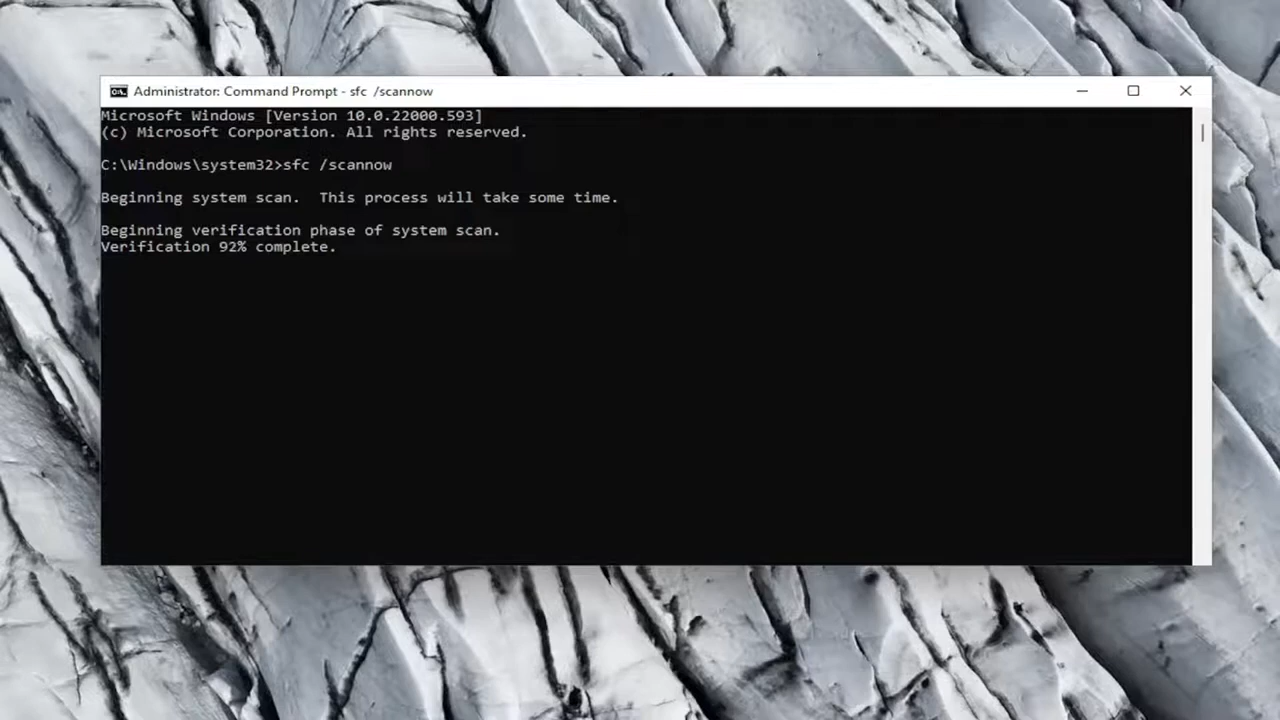 Administrator: Command Prompt - sfc  /scannow
Microsoft Windows [Version 10.0.22000.593]
(c) Microsoft Corporation. All rights reserved.
C:\Windows\system32>sfc /scannow
Beginning system scan.  This process will take some time.
Beginning verification phase of system scan.
Verification 92% complete.